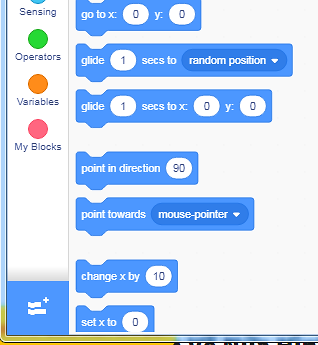 Sensing
Operators
Variables
My Blocks
go to x: 0 y: 0
glide 1 secs to random position
glide 1 secs to x: 0 y: 0
point in direction 90
point towards mouse-pointer
change x by 10
set x to 0